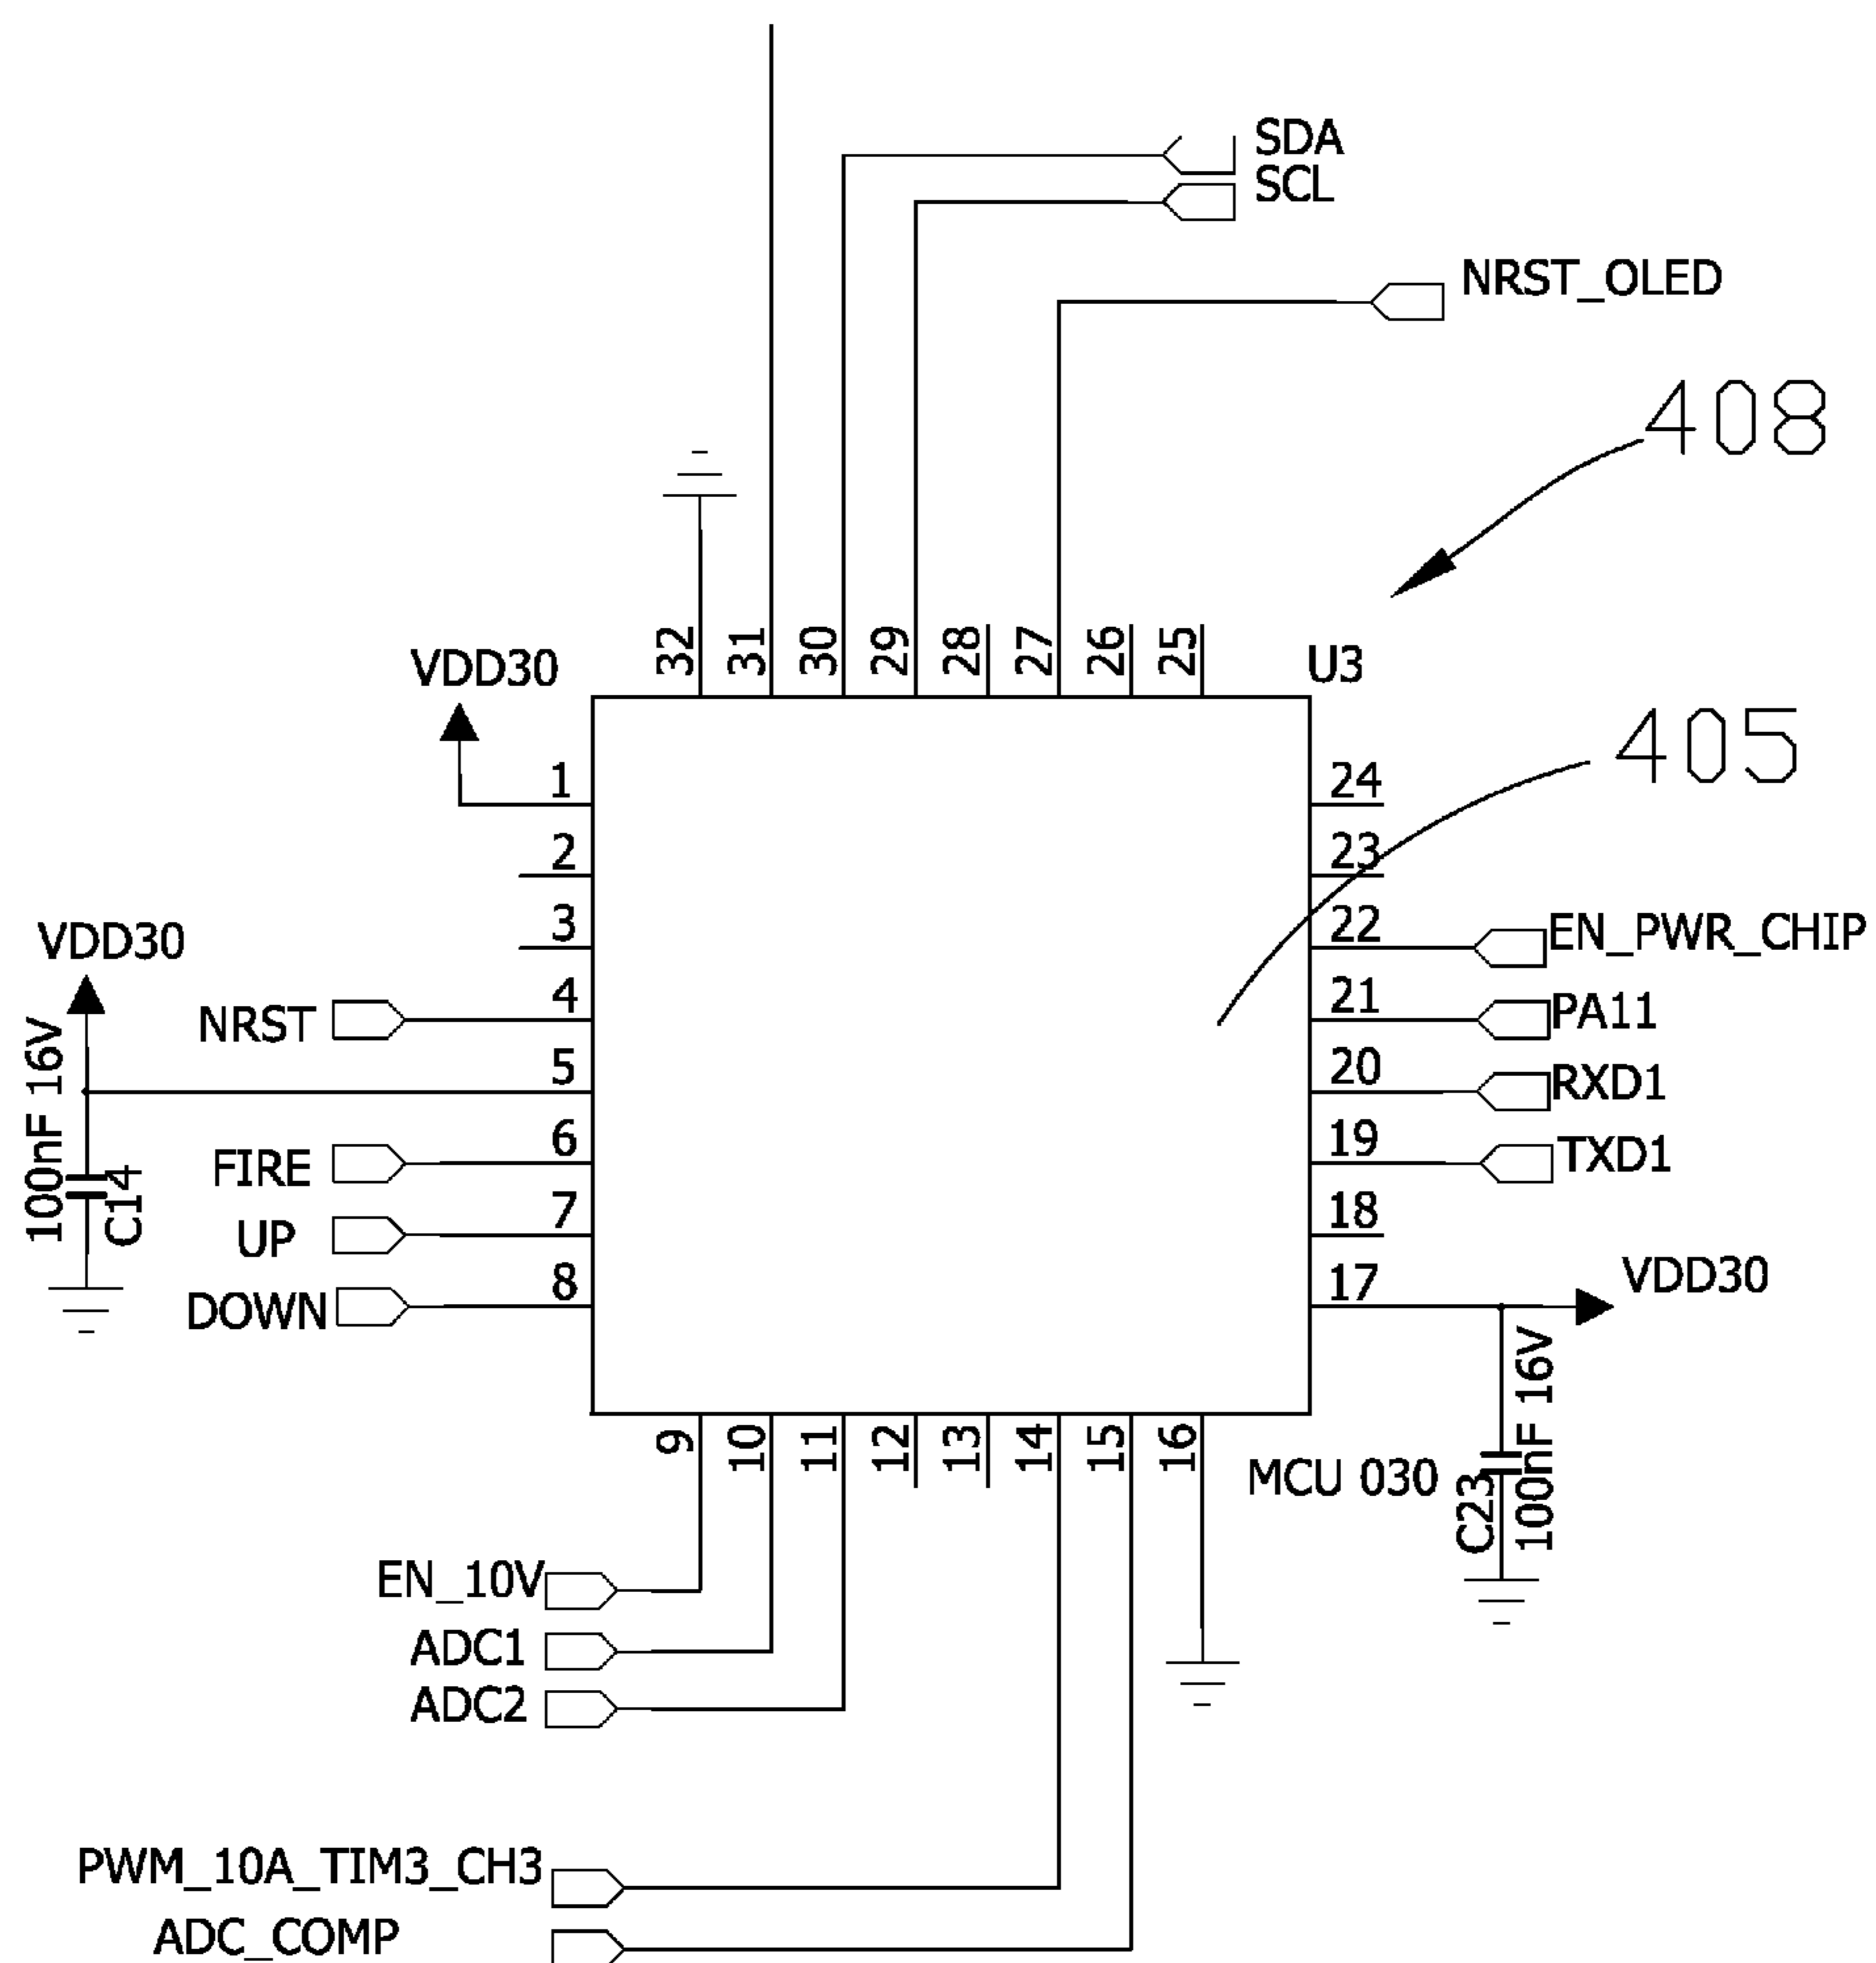 SDA
SCL
NRST_OLED
408
32
31
30
29
28
27
26
25
U3
VDD30
405
1
24
2
23
3
22
EN_PWR_CHIP
VDD30
4
NRST
21
PA11
5
20
RXD1
100nF 16V
C14
6
FIRE
19
TXD1
7
UP
18
8
DOWN
17
VDD30
9
10
11
12
13
14
15
16
MCU 030
C23
100nF 16V
EN_10V
ADC1
ADC2
PWM_10A_TIM3_CH3
ADC_COMP